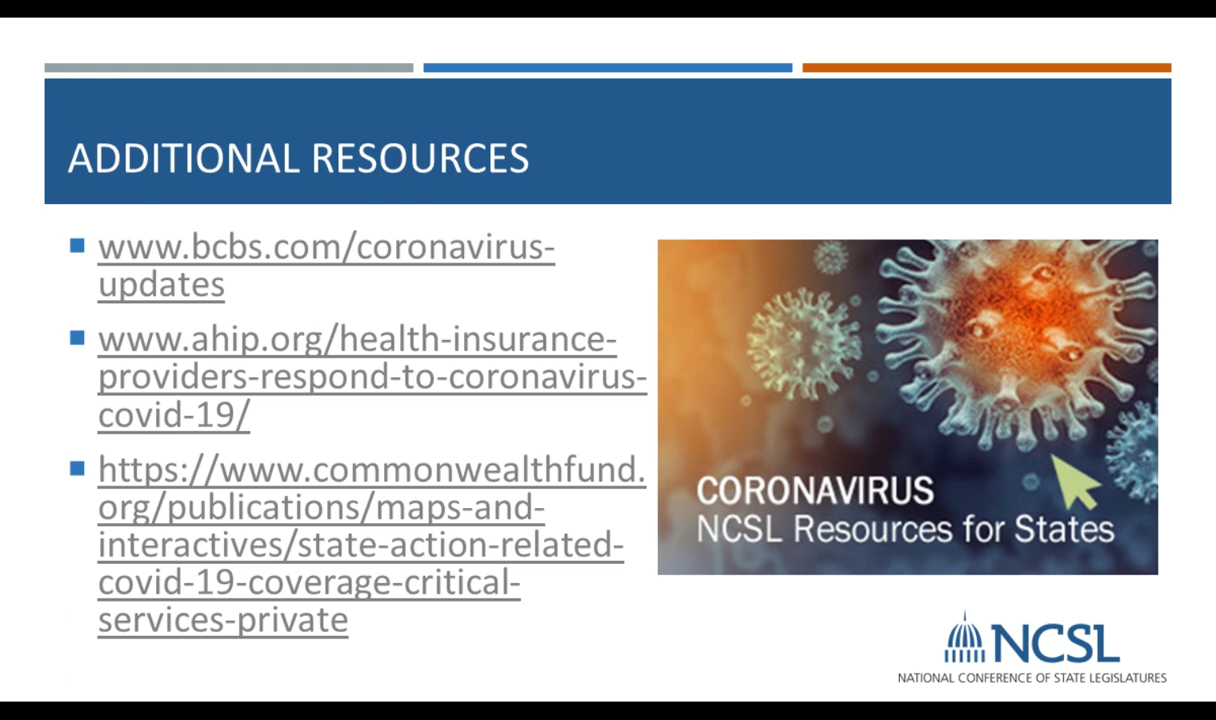 ADDITIONAL RESOURCES
www.bcbs.com/coronavirus-
updates
www.ahip.org/health-insurance-
providers-respond-to-coronavirus-
covid-19/
https://www.commonwealthfund.
org/publications/maps-and-
interactives/state-action-related-
covid-19-coverage-critical-
services-private
CORONAVIRUS
NCSL Resources for States
NCSL
NATIONAL CONFERENCE OF STATE LEGISLATURES